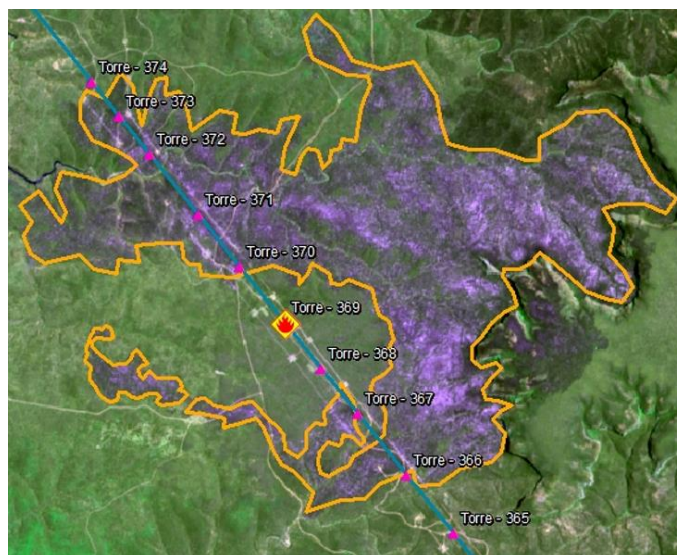 Torre - 374
Torre - 373
Torre - 372
Torre - 371
Torre - 370
Torre - 369
Torre - 368
Torre - 367
Torre - 366
Torre - 365